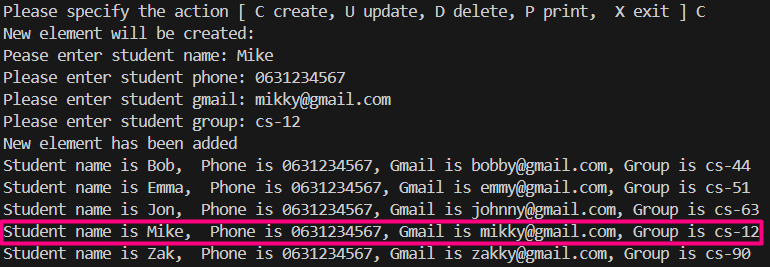 Please specify the action [ C create, U update, D delete, P print,  X exit ] C
New element will be created:
Pease enter student name: Mike
Please enter student phone: 0631234567
Please enter student gmail: mikky@gmail.com
Please enter student group: cs-12
New element has been added
Student name is Bob,  Phone is 0631234567, Gmail is bobby@gmail.com, Group is cs-44
Student name is Emma,  Phone is 0631234567, Gmail is emmy@gmail.com, Group is cs-51
Student name is Jon,  Phone is 0631234567, Gmail is johnny@gmail.com, Group is cs-63
Student name is Mike,  Phone is 0631234567, Gmail is mikky@gmail.com, Group is cs-12
Student name is Zak,  Phone is 0631234567, Gmail is zakky@gmail.com, Group is cs-90